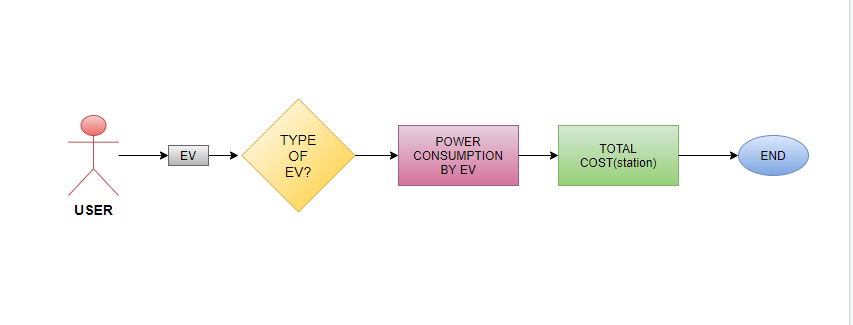 USER
EV
TYPE
OF
EV?
POWER
CONSUMPTION
BY EV
TOTAL
COST(station)
END